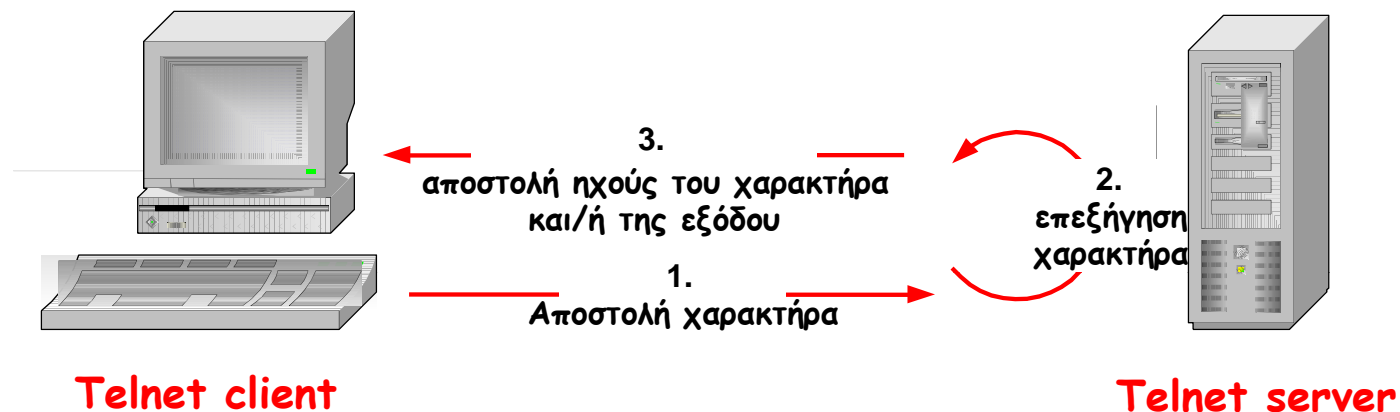 3.
αποστολή ηχούς του χαρακτήρα
και/ή της εξόδου
2.
επεξήγηση
χαρακτήρα
1.
Αποστολή χαρακτήρα
Telnet client
Telnet server